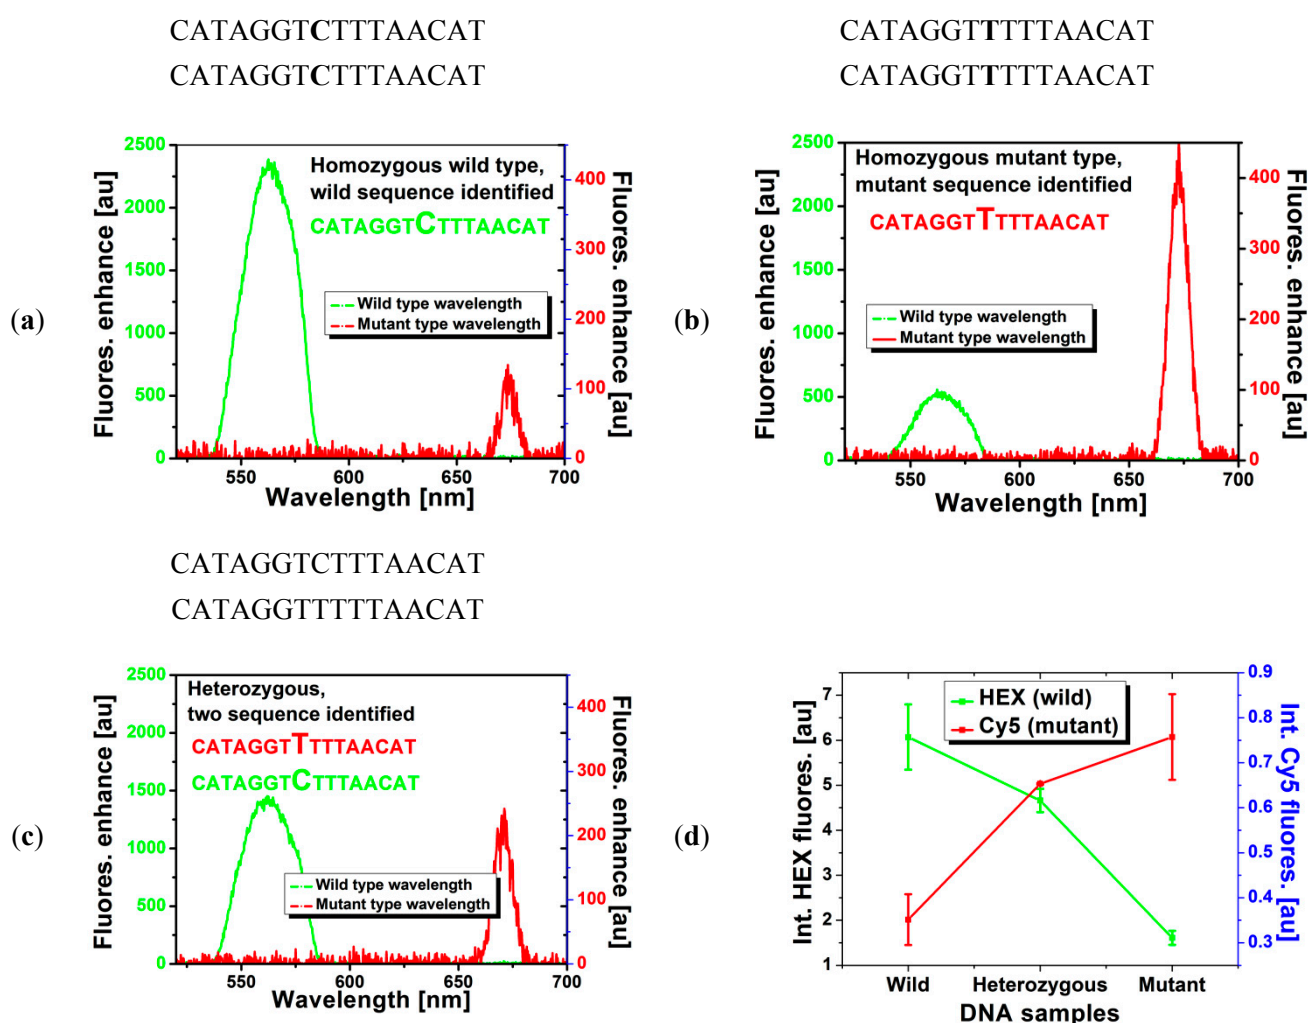 CATAGGTCTTTAACAT
CATAGGTCTTTAACAT
(a)
Fluores. enhance [au]
2500
2000
1500
1000
500
0
Homozygous wild type,
wild sequence identified
CATAGGTCTTTAACAT
Wild type wavelength
Mutant type wavelength
400
300
200
100
0
Fluores. enhance [au]
550
600
650
700
Wavelength [nm]
CATAGGTTTTTAACAT
CATAGGTTTTTAACAT
(b)
Fluores. enhance [au]
2500
2000
1500
1000
500
0
Homozygous mutant type,
mutant sequence identified
CATAGGTTTTTAACAT
Wild type wavelength
Mutant type wavelength
400
300
200
100
0
Fluores. enhance [au]
550
600
650
700
Wavelength [nm]
CATAGGTCTTTAACAT
CATAGGTTTTTAACAT
(c)
Fluores. enhance [au]
2500
2000
1500
1000
500
0
Heterozygous,
two sequence identified
CATAGGTTTTTAACAT
CATAGGTCTTTAACAT
Wild type wavelength
Mutant type wavelength
400
300
200
100
0
Fluores. enhance [au]
550
600
650
700
Wavelength [nm]
(d)
Int. HEX fluores. [au]
7
6
5
4
3
2
1
HEX (wild)
Cy5 (mutant)
0.9
0.8
0.7
0.6
0.5
0.4
0.3
Int. Cy5 fluores. [au]
Wild
Heterozygous
Mutant
DNA samples